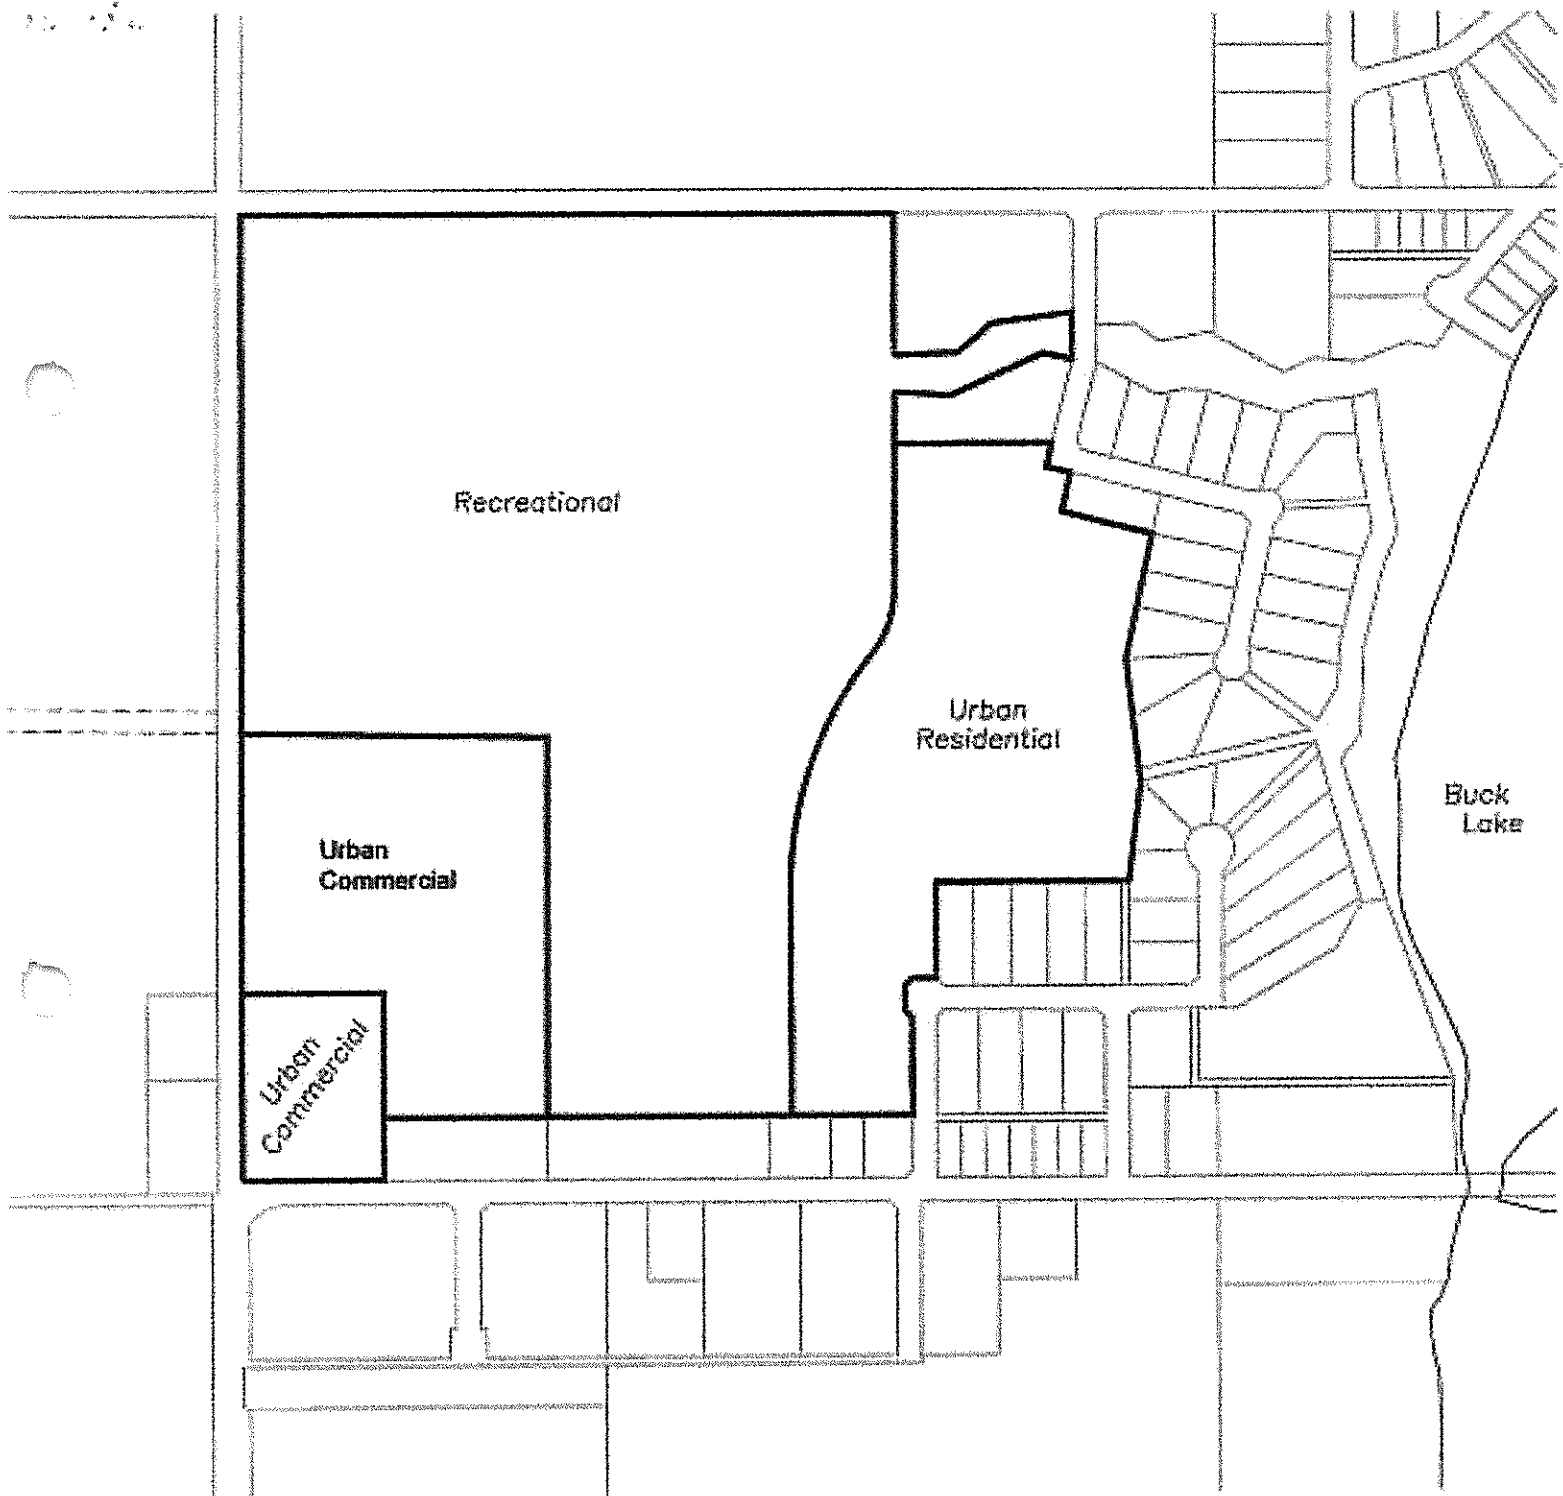 Recreational
Urban
Residential
Buck
Lake
Urban
Commercial
Urban
Commercial